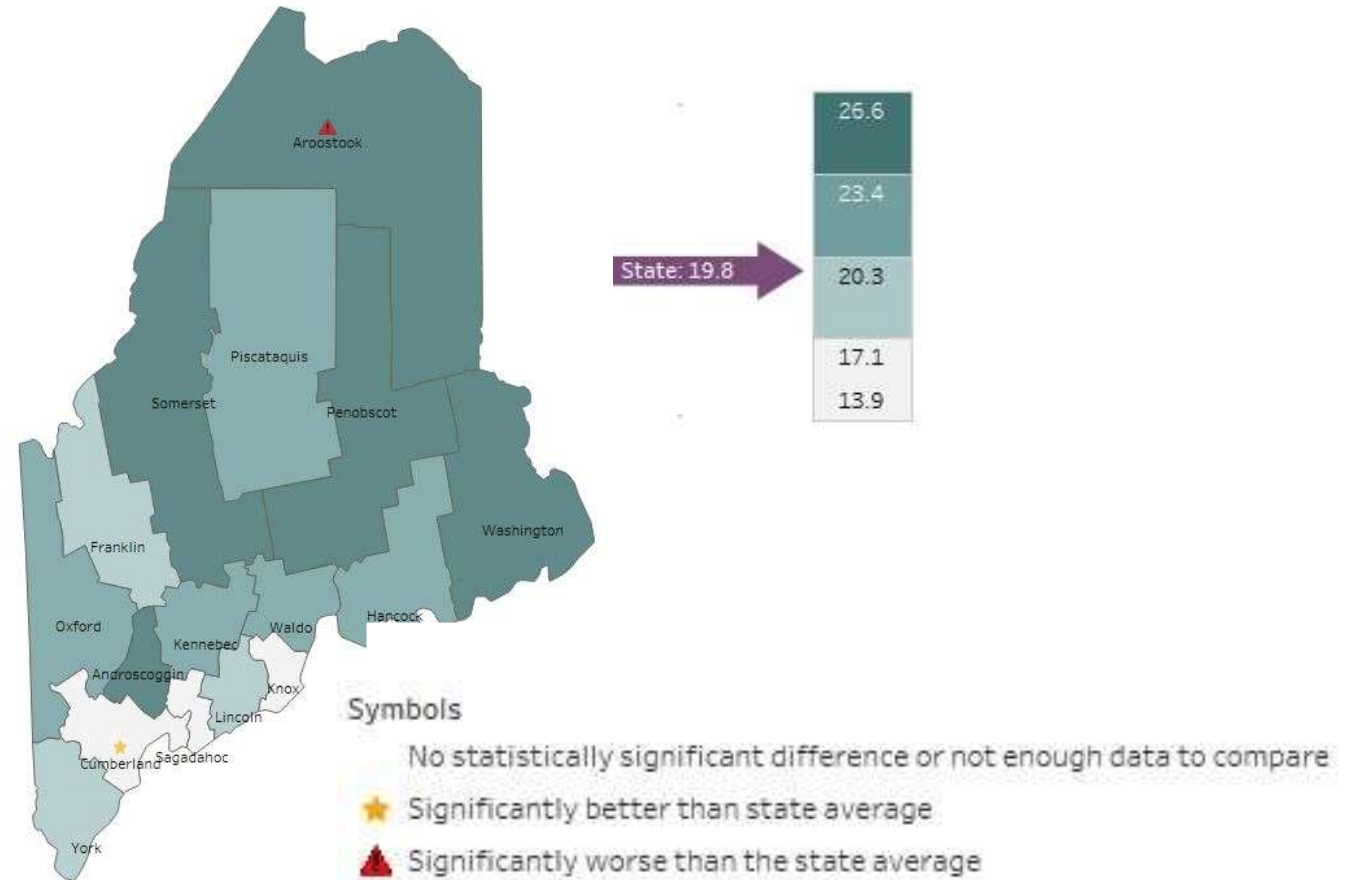 Aroostook
Piscataquis
Somerset
Penobscot
Washington
Franklin
Hancock
Oxford
Waldo
Kennebec
Androscoggin
Knox
Lincoln
Sagadahoc
Cumberland
York
26.6
23.4
State: 19.8
20.3
17.1
13.9
Symbols
No statistically significant difference or not enough data to compare
Significantly better than state average
Significantly worse than the state average